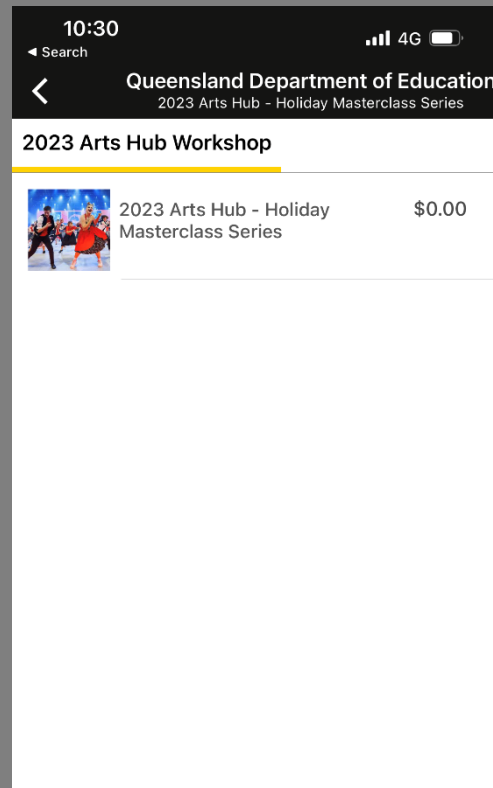 10:30
4G
◄ Search
Queensland Department of Education
2023 Arts Hub - Holiday Masterclass Series
2023 Arts Hub Workshop
2023 Arts Hub - Holiday
Masterclass Series
$0.00